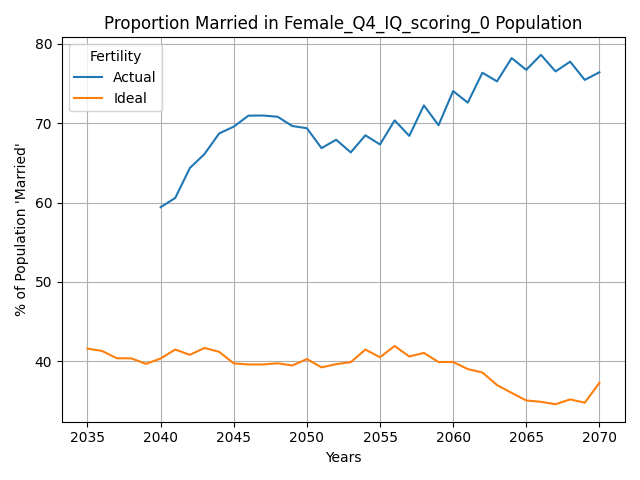 Proportion Married in Female_Q4_IQ_scoring_0 Population
Fertility
Actual
Ideal
% of Population 'Married'
80
70
60
50
40
2035 2040 2045 2050 2055 2060 2065 2070
Years